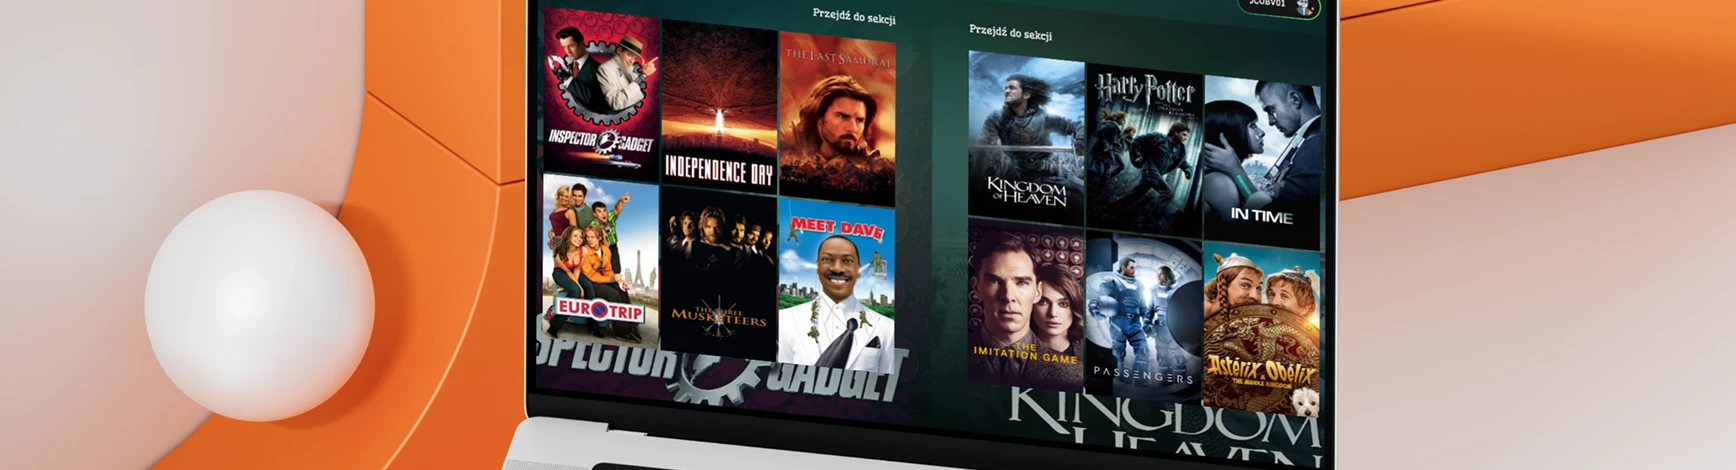 JCOBV01
Przejdź do sekcji
Przejdź do sekcji
INSPECTOR GADGET
INDEPENDENCE DAY
THE LAST SAMURAI
KINGDOM
OF HEAVEN
Harry Potter
IN TIME
EUROTRIP
THE THREE
MUSKETEERS
MEET DAVE
THE
IMITATION GAME
PASSENGERS
Astérix & Obélix
THE MIDDLE KINGDOM
INSPECTOR GADGET
KINGDOM
HEAVEN